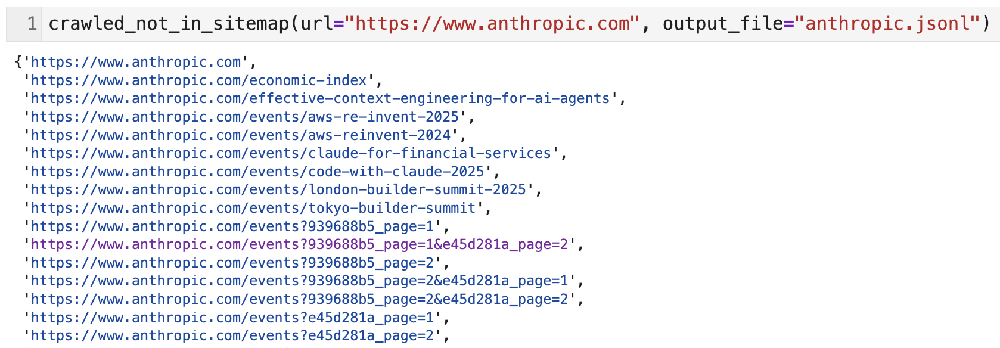 1 crawled_not_in_sitemap(url="https://www.anthropic.com", output_file="anthropic.jsonl")
{'https://www.anthropic.com',
'https://www.anthropic.com/economic-index',
'https://www.anthropic.com/effective-context-engineering-for-ai-agents',
'https://www.anthropic.com/events/aws-re-invent-2025',
'https://www.anthropic.com/events/aws-reinvent-2024',
'https://www.anthropic.com/events/claude-for-financial-services',
'https://www.anthropic.com/events/code-with-claude-2025',
'https://www.anthropic.com/events/london-builder-summit-2025',
'https://www.anthropic.com/events/tokyo-builder-summit',
'https://www.anthropic.com/events?939688b5_page=1',
'https://www.anthropic.com/events?939688b5_page=1&e45d281a_page=2',
'https://www.anthropic.com/events?939688b5_page=2',
'https://www.anthropic.com/events?939688b5_page=2&e45d281a_page=1',
'https://www.anthropic.com/events?939688b5_page=2&e45d281a_page=2',
'https://www.anthropic.com/events?e45d281a_page=1',
'https://www.anthropic.com/events?e45d281a_page=2',